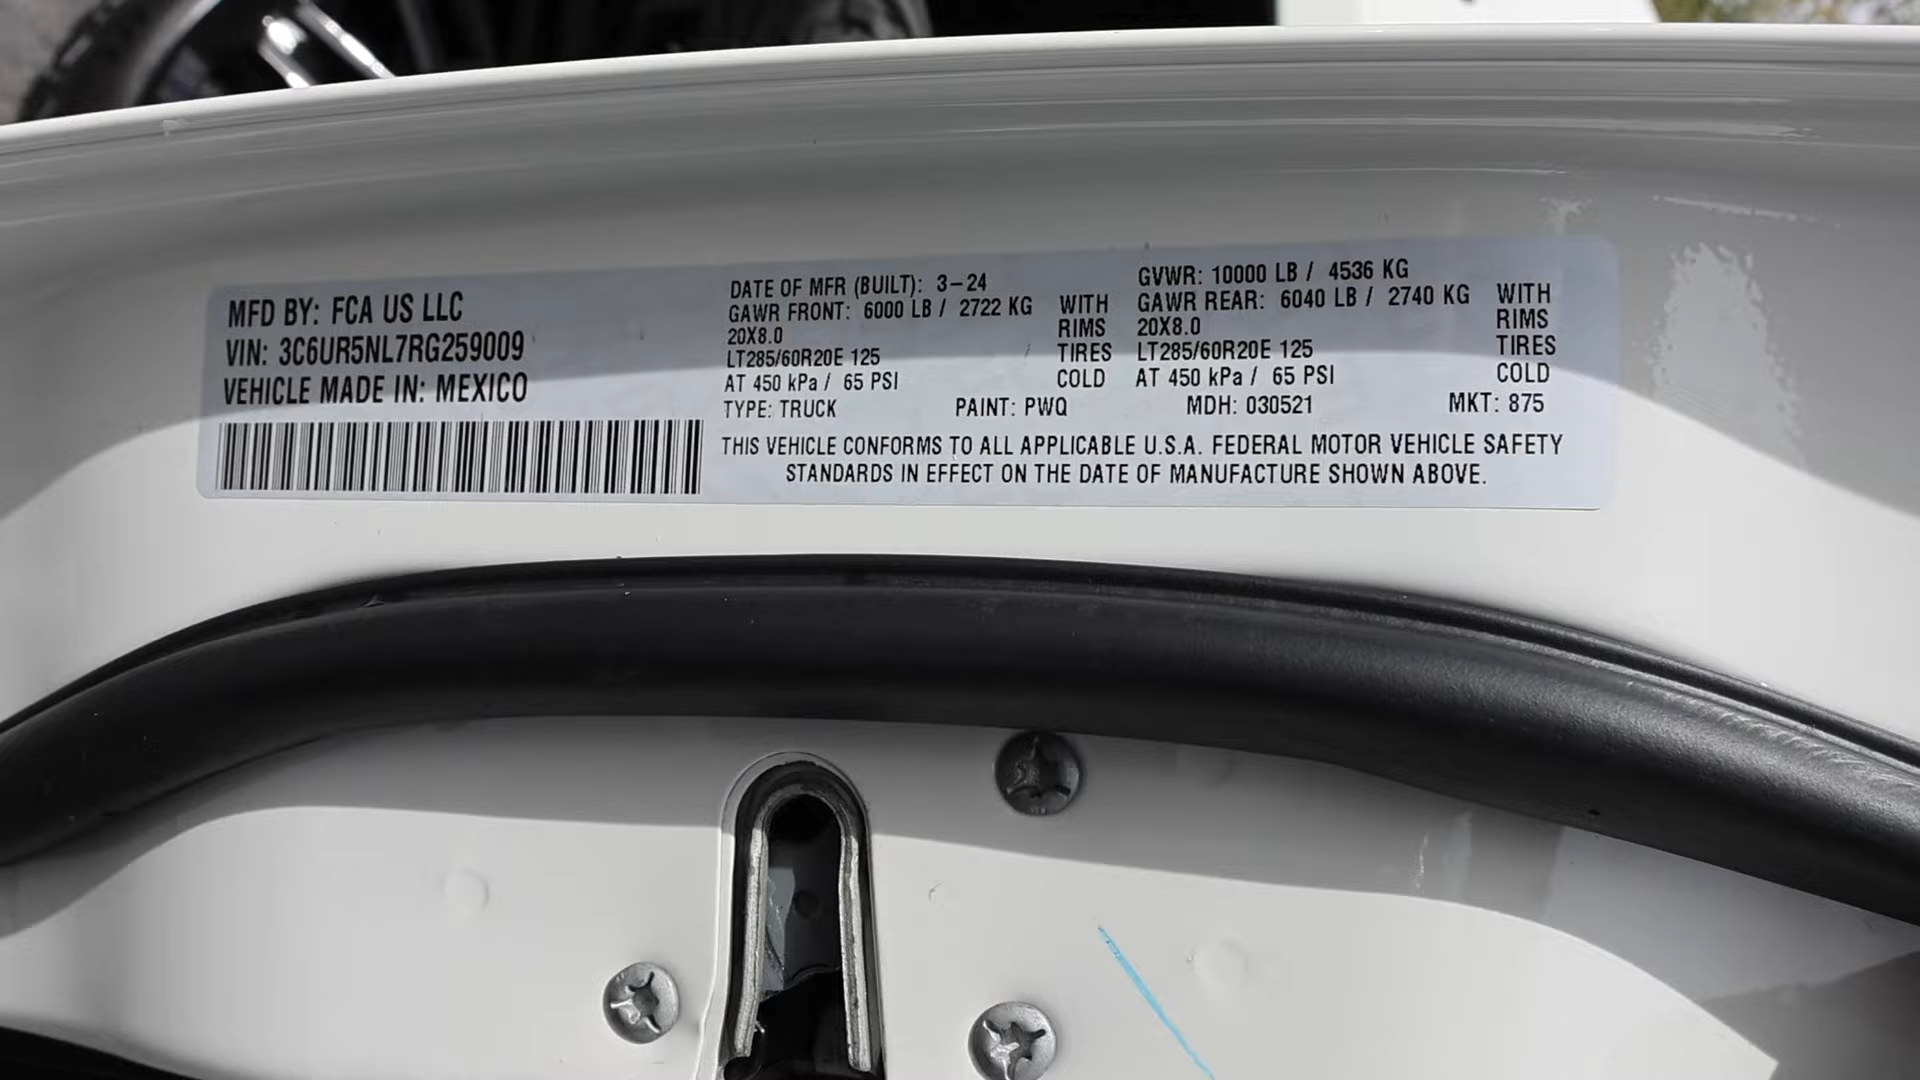 MFD BY: FCA US LLC
VIN: 3C6UR5NL7RG259009
VEHICLE MADE IN: MEXICO
DATE OF MFR (BUILT): 3-24
GAWR FRONT: 6000 LB / 2722 KG WITH
20X8.0 RIMS
LT285/60R20E 125 TIRES
AT 450 kPa / 65 PSI COLD
GVWR: 10000 LB / 4536 KG
GAWR REAR: 6040 LB / 2740 KG WITH
20X8.0 RIMS
LT285/60R20E 125 TIRES
AT 450 kPa / 65 PSI COLD
TYPE: TRUCK PAINT: PWQ MDH: 030521 MKT: 875
THIS VEHICLE CONFORMS TO ALL APPLICABLE U.S.A. FEDERAL MOTOR VEHICLE SAFETY
STANDARDS IN EFFECT ON THE DATE OF MANUFACTURE SHOWN ABOVE.